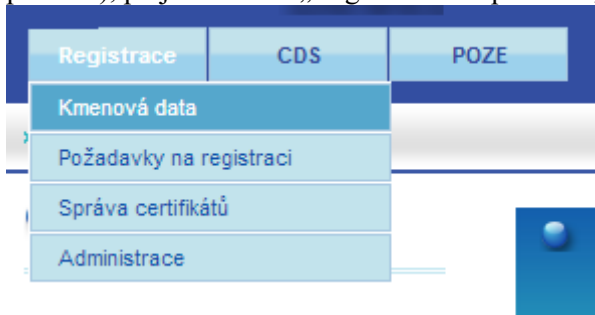 Registrace CDS POZE
Kmenová data
Požadavky na registraci
Správa certifikátů
Administrace